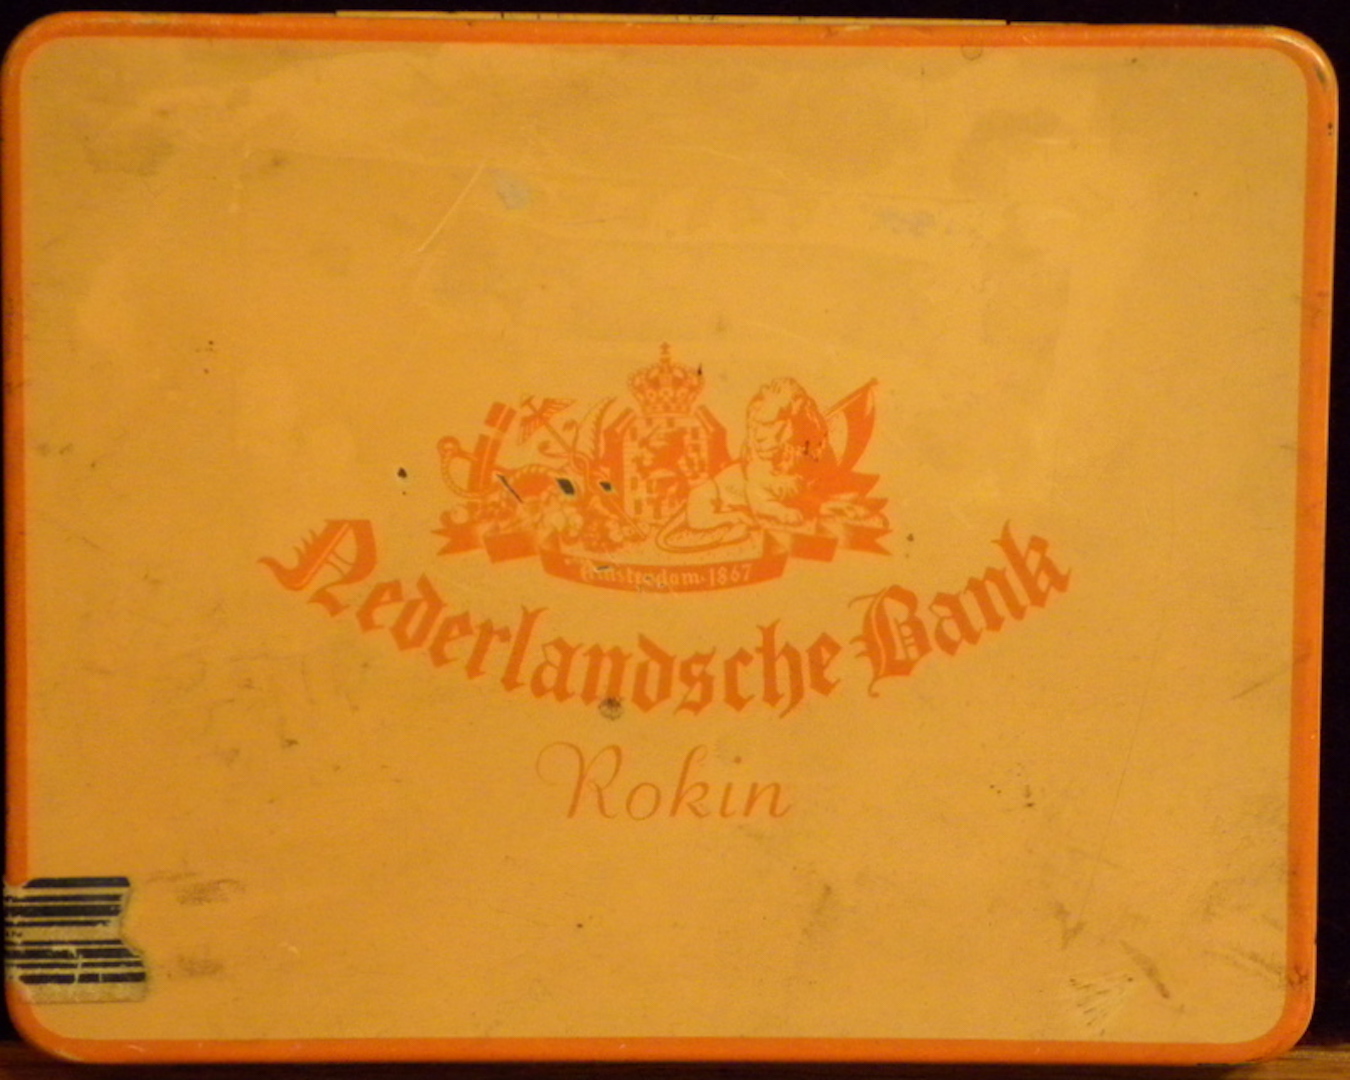 Amsterdam·1867
Nederlandsche Bank
Rokin